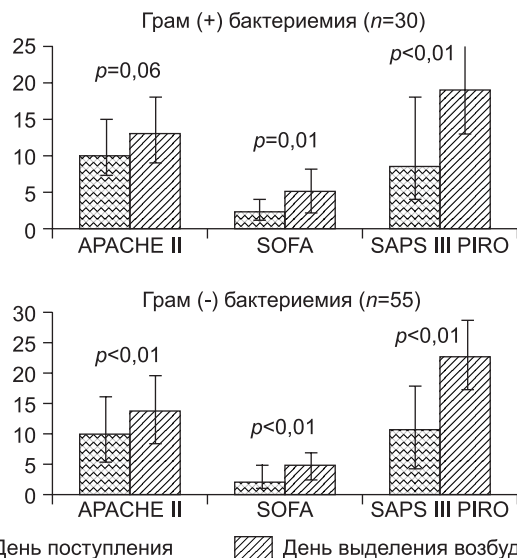 Грам (+) бактериемия (n=30)
25
20
15
10
5
0
p=0,06
p=0,01
p<0,01
APACHE II
SOFA
SAPS III PIRO
Грам (-) бактериемия (n=55)
30
25
20
15
10
5
0
p<0,01
p<0,01
p<0,01
APACHE II
SOFA
SAPS III PIRO
День поступления
День выделения возбуд